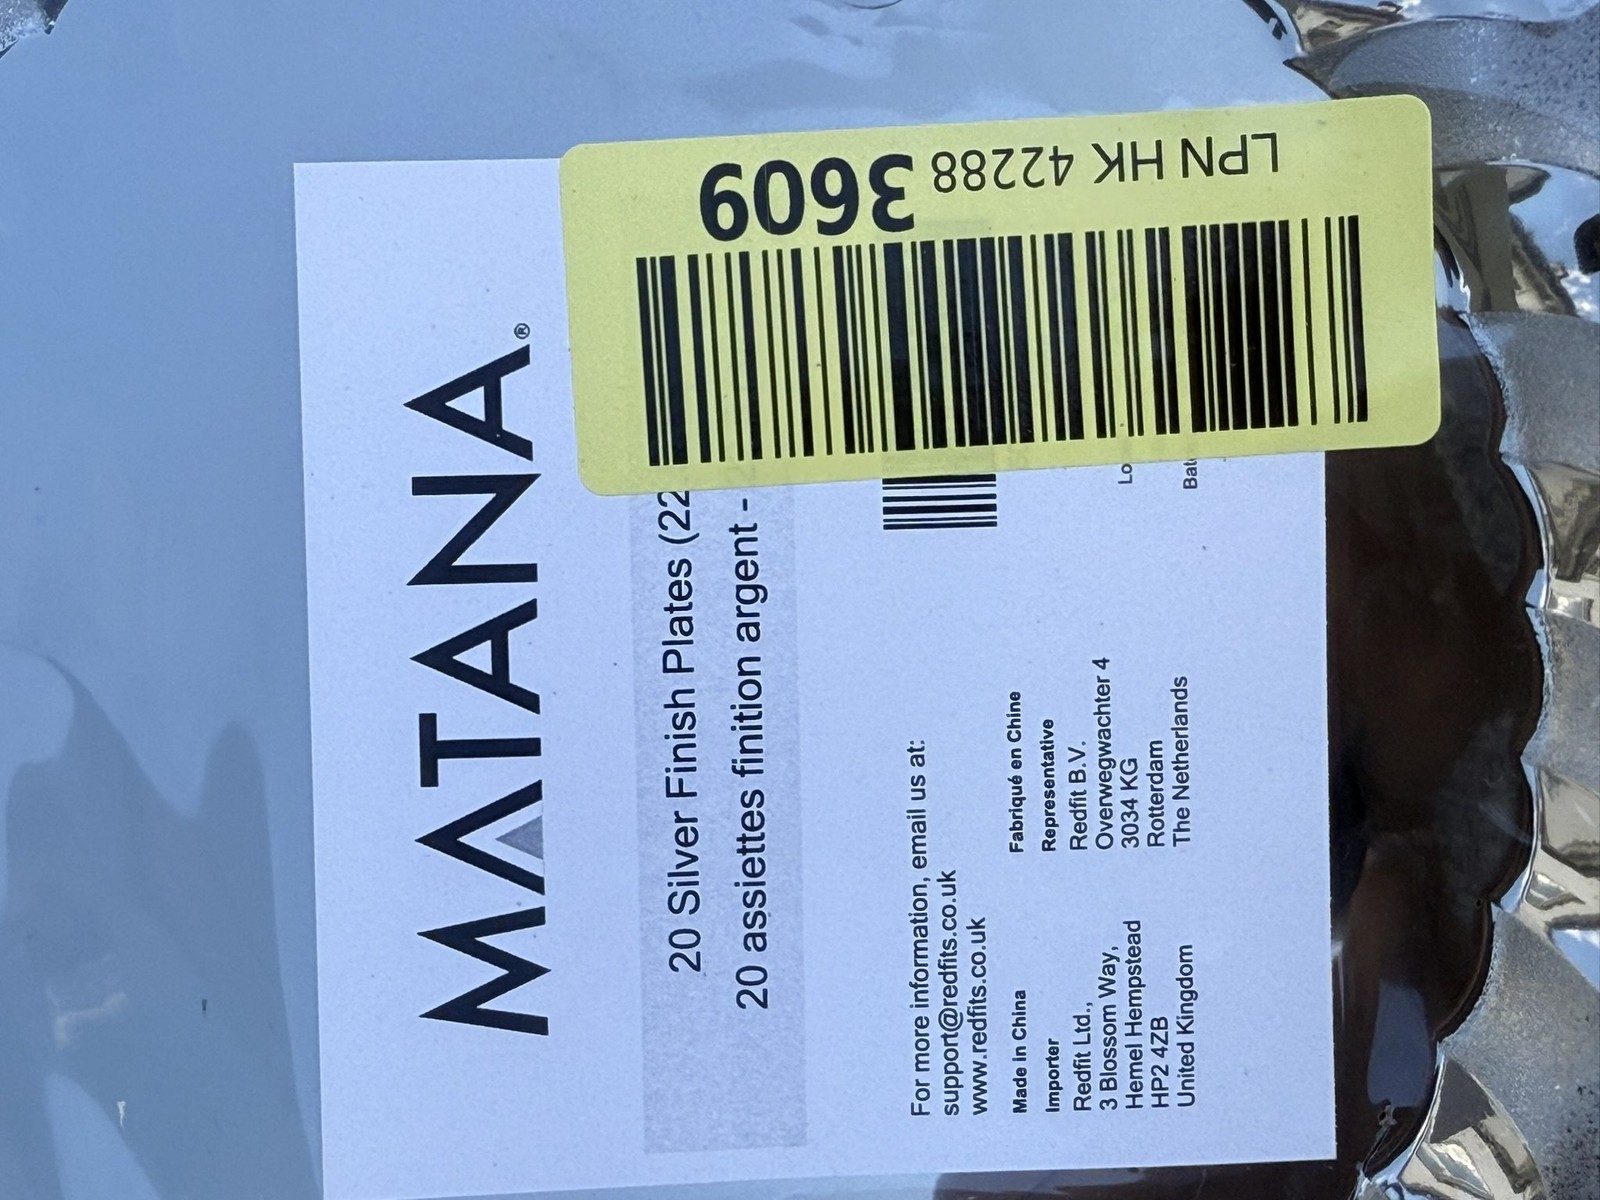 MATANA®
20 Silver Finish Plates (22
20 assiettes finition argent -
For more information, email us at:
support@redfits.co.uk
www.redfits.co.uk
Made in China
Fabriqué en Chine
Importer
Redfit Ltd.,
3 Blossom Way,
Hemel Hempstead
HP2 4ZB
United Kingdom
Representative
Redfit B.V.
Overwegwachter 4
3034 KG
Rotterdam
The Netherlands
LPN HK 42288 3609